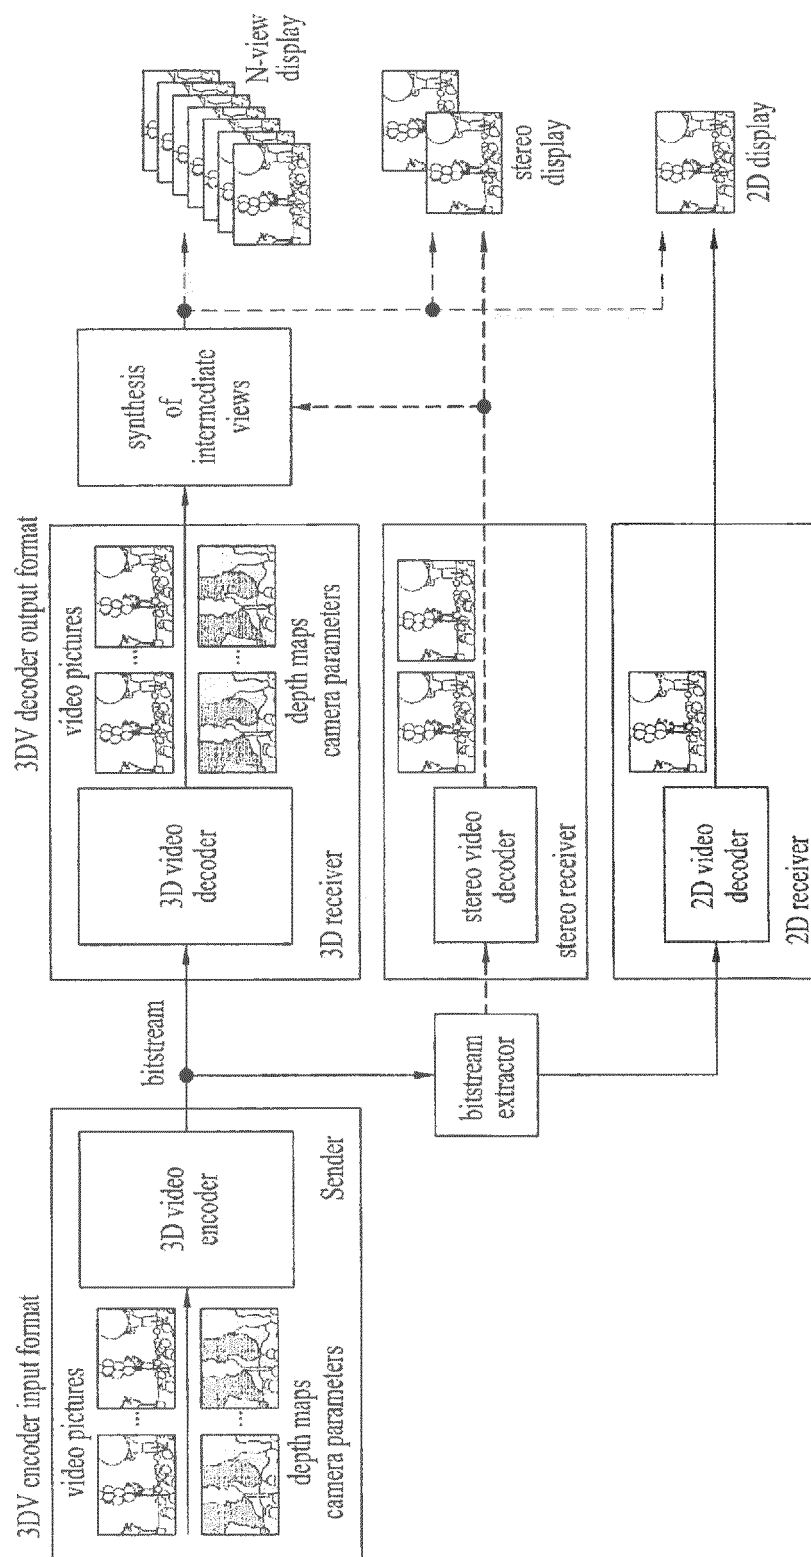 3DV encoder input format
video pictures
depth maps
camera parameters
3D video
encoder
Sender
bitstream
bitstream
extractor
3DV decoder output format
3D video
decoder
video pictures
depth maps
camera parameters
3D receiver
stereo video
decoder
stereo receiver
2D video
decoder
2D receiver
synthesis
of
intermediate
views
N-view
display
stereo
display
2D display